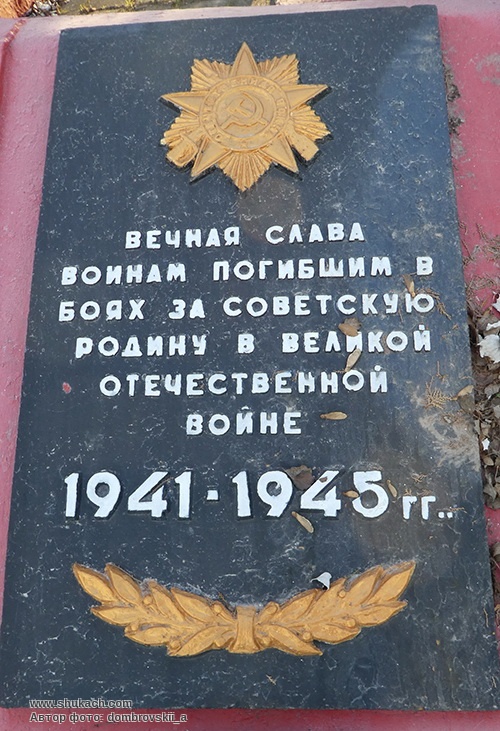 ВЕЧНАЯ СЛАВА
ВОИНАМ ПОГИБШИМ В
БОЯХ ЗА СОВЕТСКУЮ
РОДИНУ В ВЕЛИКОЙ
ОТЕЧЕСТВЕННОЙ
ВОЙНЕ
1941-1945 гг..
www.shukach.com
Автор фото: dombrovskii_a